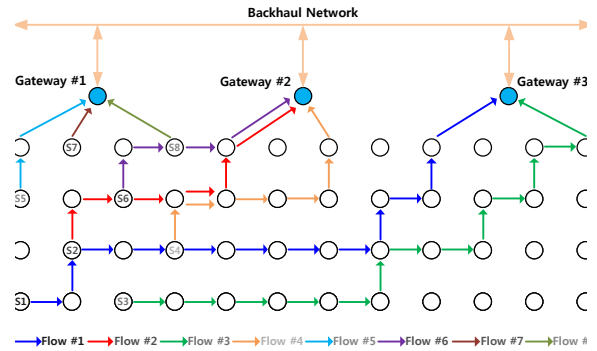 Backhaul Network
Gateway #1
Gateway #2
Gateway #3
S7
S8
S5
S6
S2
S4
S1
S3
Flow #1 Flow #2 Flow #3 Flow #4 Flow #5 Flow #6 Flow #7 Flow #